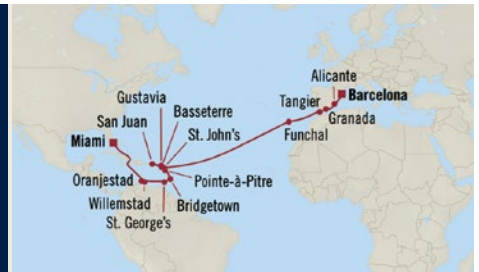 Alicante
Barcelona
Gustavia
Tangier
Basseterre
Granada
San Juan
St. John's
Miami
Funchal
Oranjestad
Pointe-à-Pitre
Willemstad
Bridgetown
St. George's